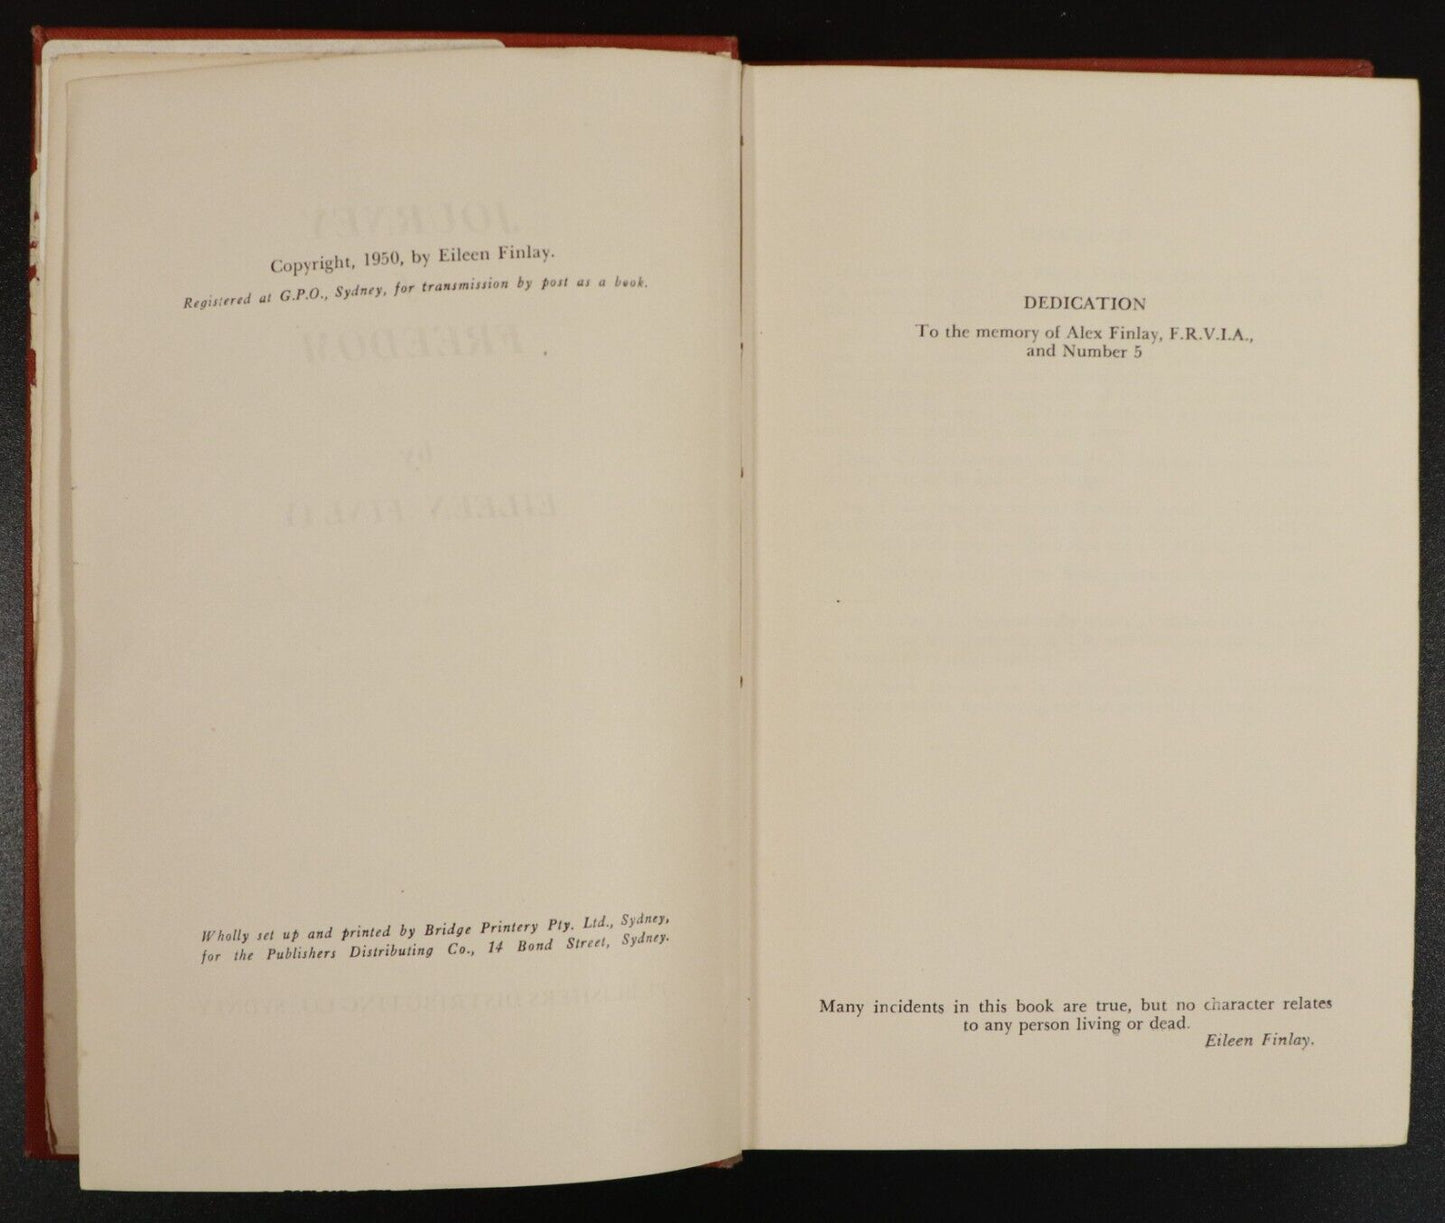 Copyright, 1950, by Eileen Finlay.
Registered at G.P.O., Sydney, for transmission by post as a book.
Wholly set up and printed by Bridge Printery Pty. Ltd., Sydney,
for the Publishers Distributing Co., 14 Bond Street, Sydney.
DEDICATION
To the memory of Alex Finlay, F.R.V.I.A.,
and Number 5
Many incidents in this book are true, but no character relates
to any person living or dead.
Eileen Finlay.